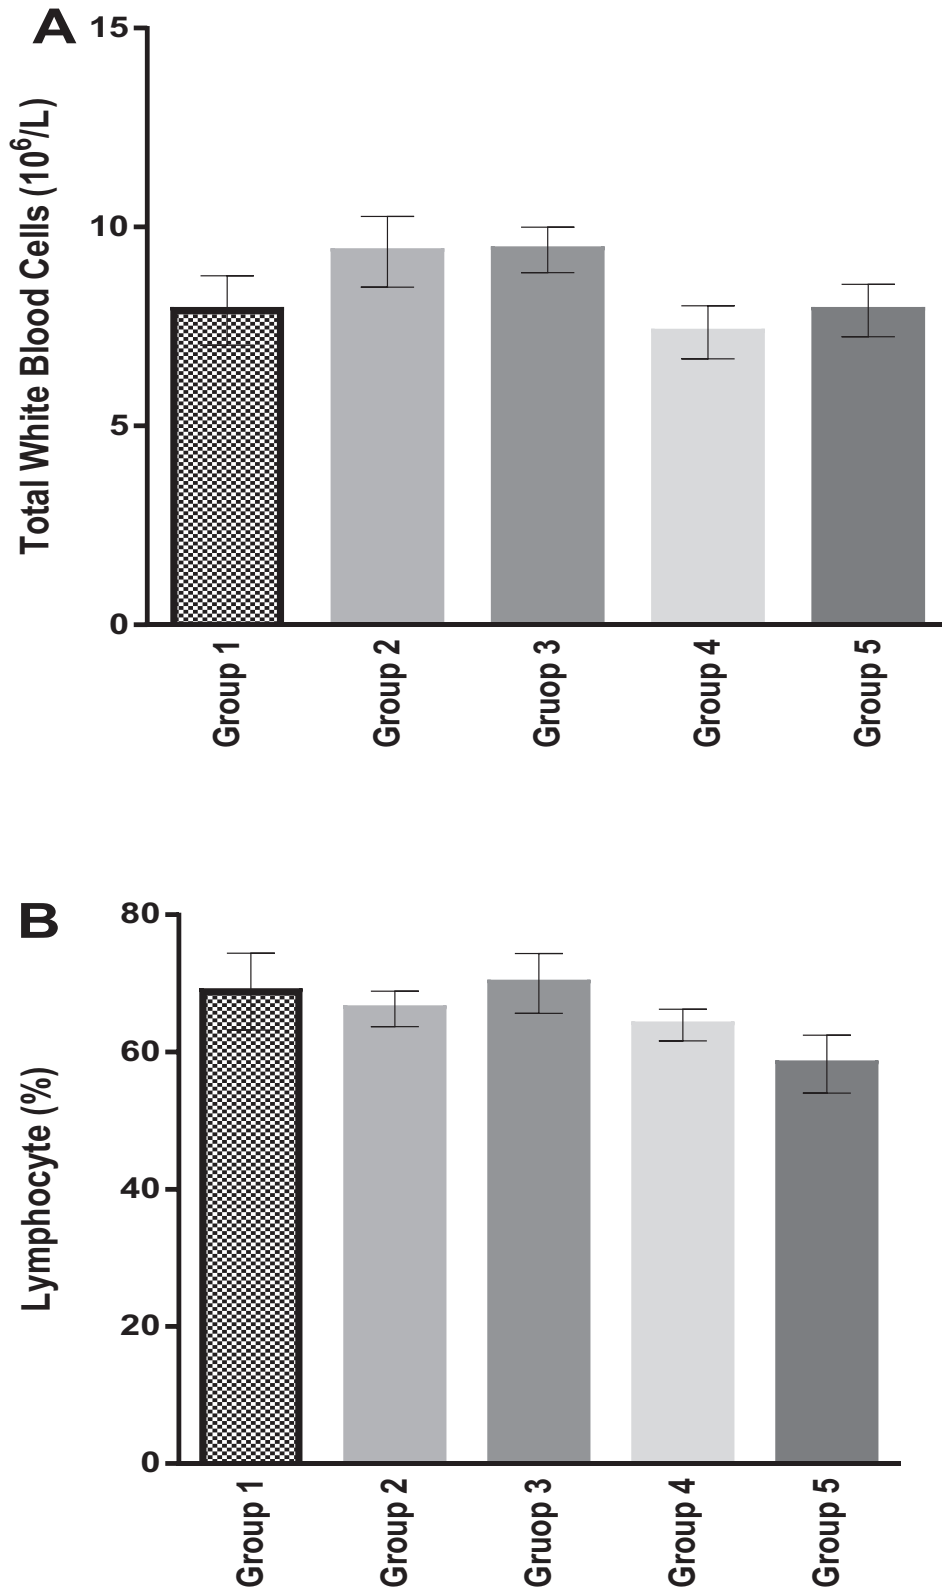 A
Total White Blood Cells (10⁶/L)
15
10
5
0
Group 1
Group 2
Gruop 3
Group 4
Group 5
B
Lymphocyte (%)
80
60
40
20
0
Group 1
Group 2
Gruop 3
Group 4
Group 5